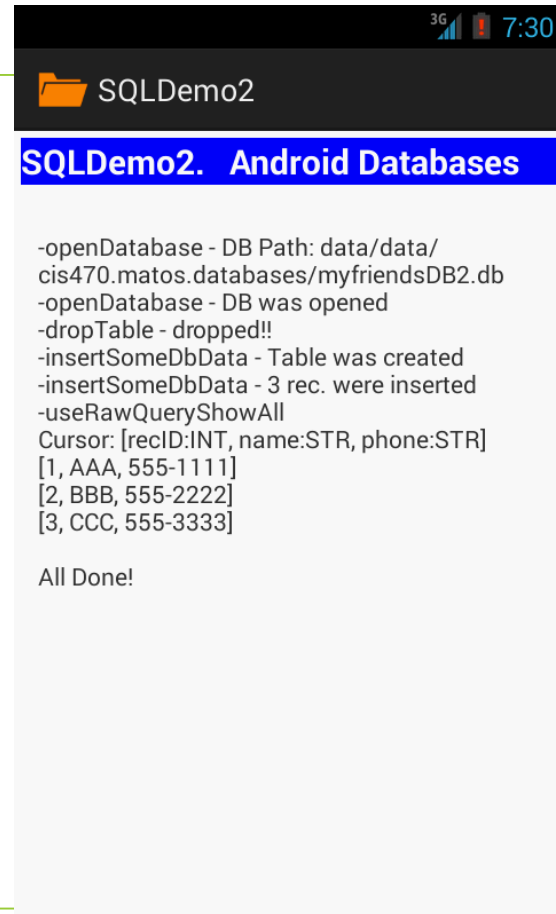 3G 7:30
SQLDemo2
SQLDemo2. Android Databases
-openDatabase - DB Path: data/data/
cis470.matos.databases/myfriendsDB2.db
-openDatabase - DB was opened
-dropTable - dropped!!
-insertSomeDbData - Table was created
-insertSomeDbData - 3 rec. were inserted
-useRawQueryShowAll
Cursor: [recID:INT, name:STR, phone:STR]
[1, AAA, 555-1111]
[2, BBB, 555-2222]
[3, CCC, 555-3333]
All Done!